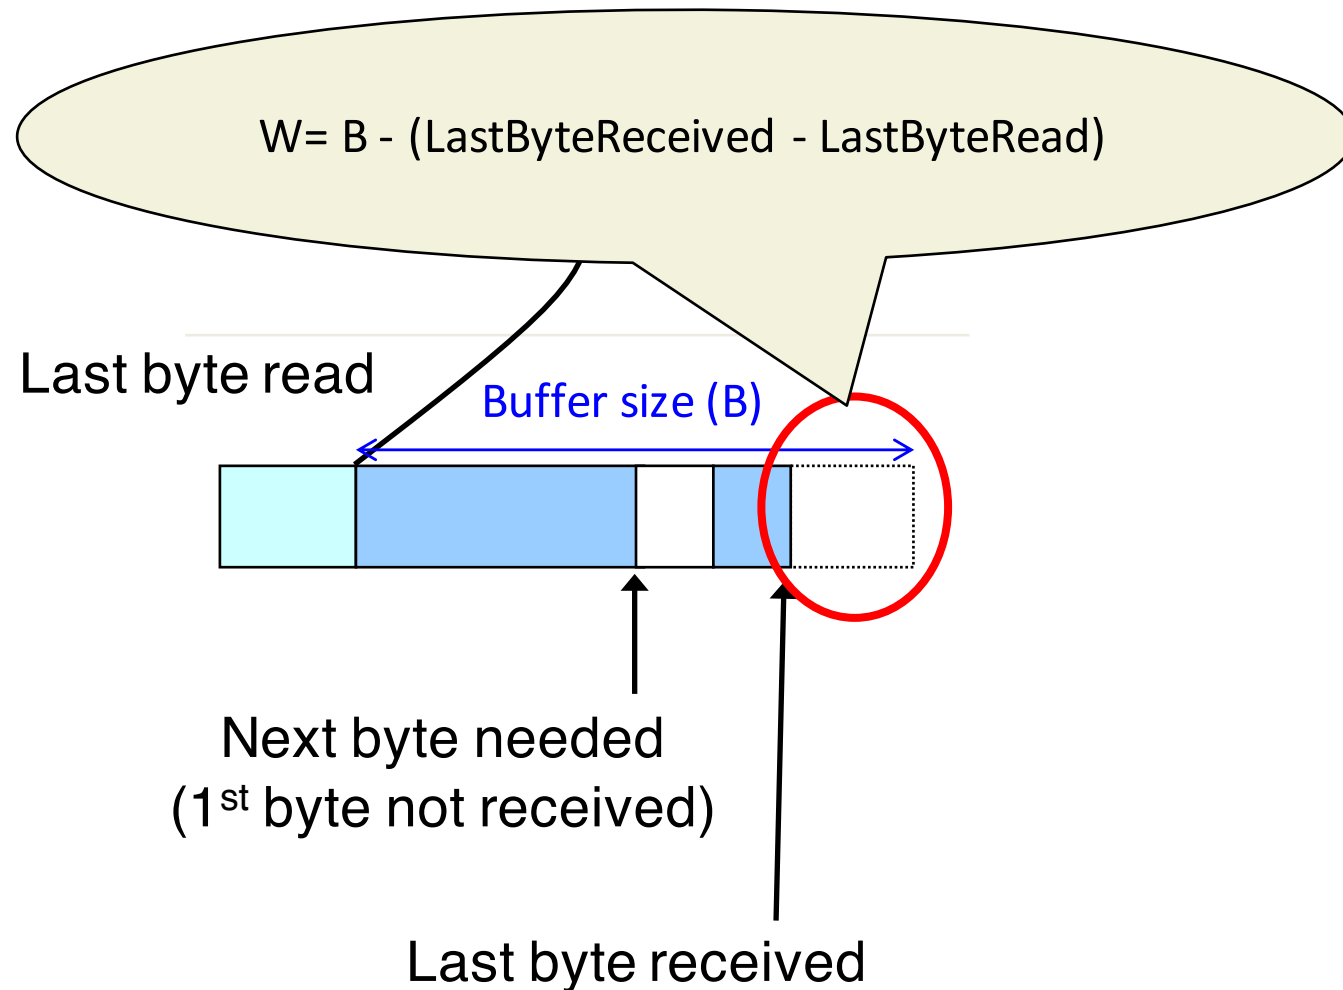 W= B - (LastByteReceived - LastByteRead)
Last byte read
Buffer size (B)
Next byte needed
(1st byte not received)
Last byte received